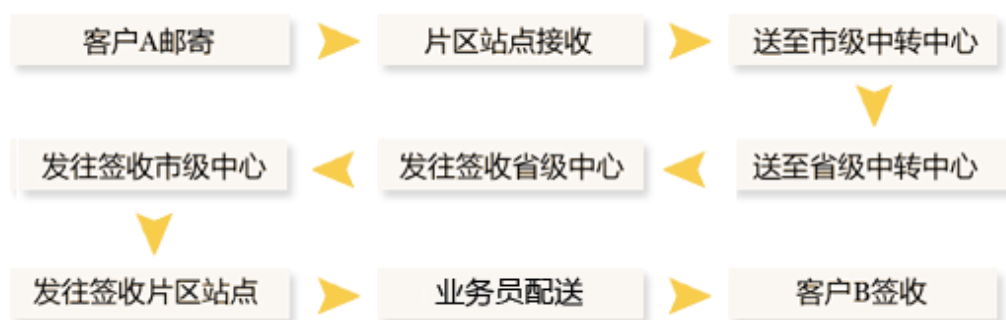 客户A邮寄
片区站点接收
送至市级中转中心
送至省级中转中心
发往签收省级中心
发往签收市级中心
发往签收片区站点
业务员配送
客户B签收